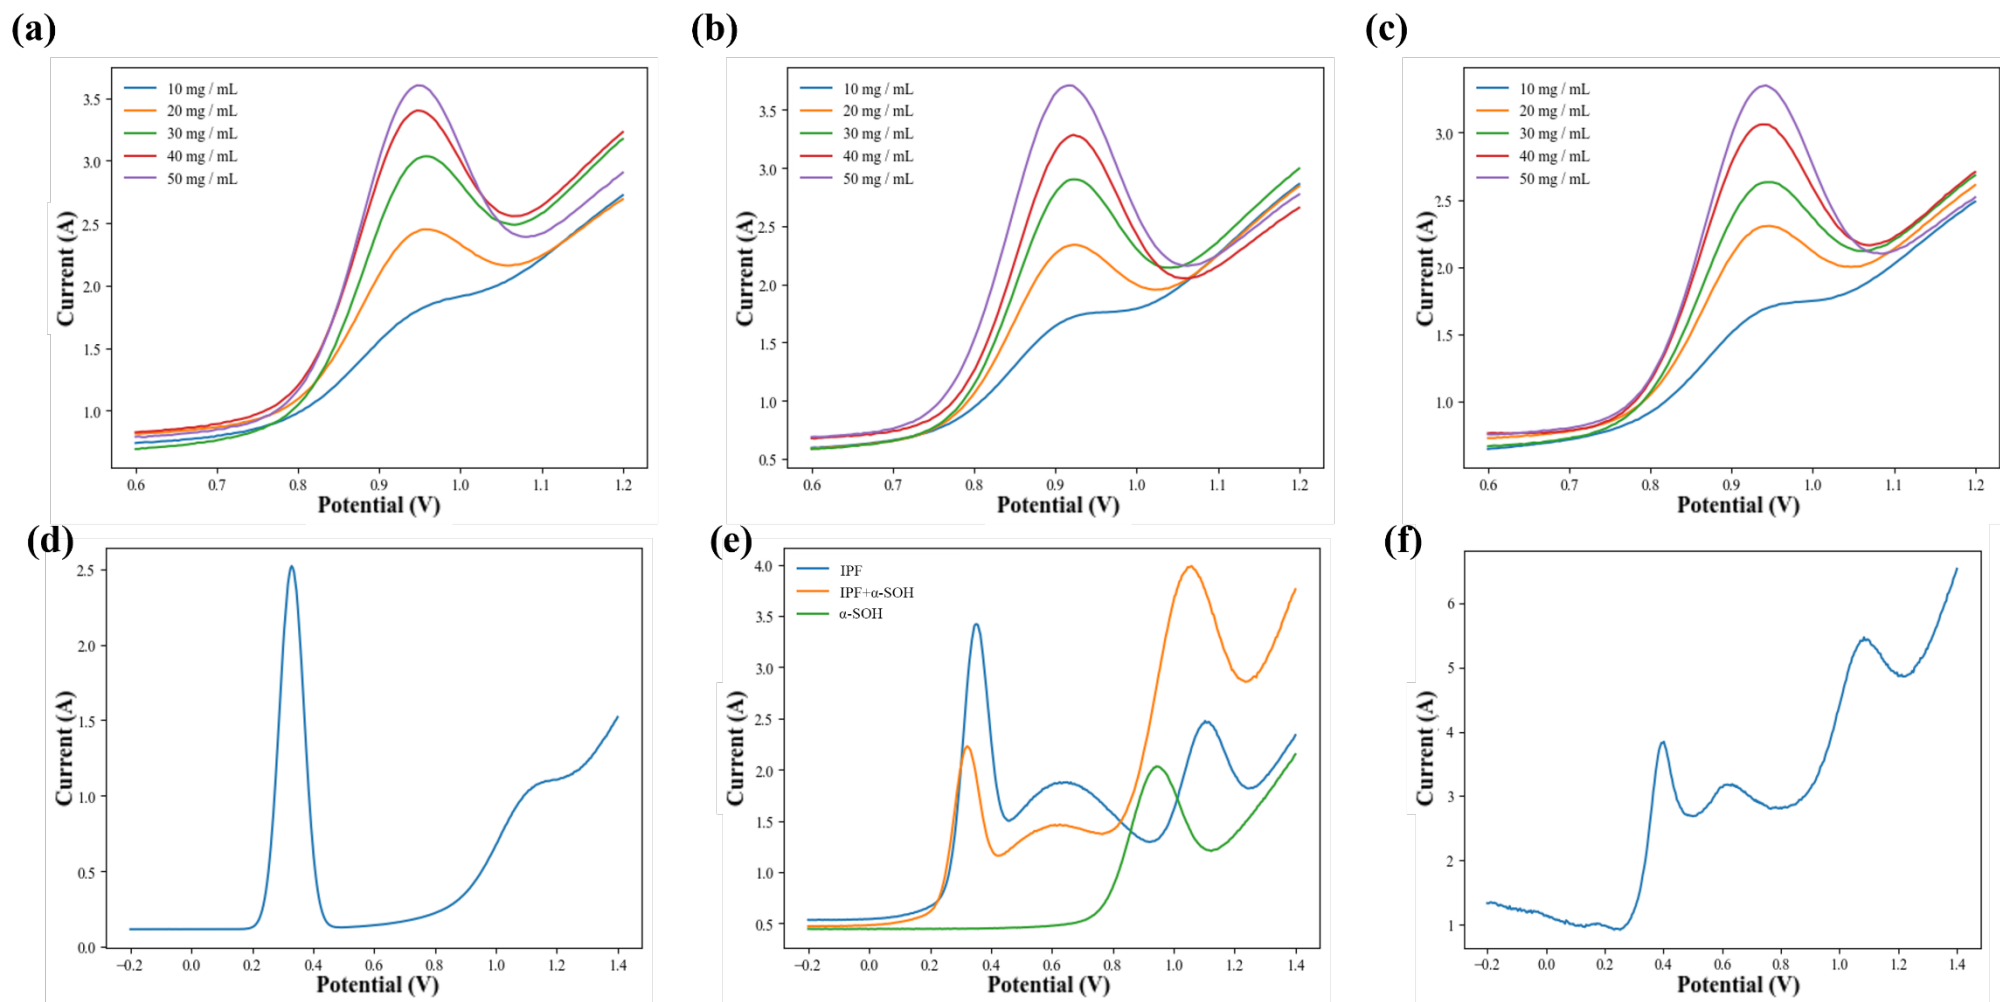 (a)
(b)
(c)
10 mg / mL
20 mg / mL
30 mg / mL
40 mg / mL
50 mg / mL
3.5
3.0
2.5
2.0
1.5
1.0
Current (A)
0.6 0.7 0.8 0.9 1.0 1.1 1.2
Potential (V)
10 mg / mL
20 mg / mL
30 mg / mL
40 mg / mL
50 mg / mL
3.5
3.0
2.5
2.0
1.5
1.0
0.5
Current (A)
0.6 0.7 0.8 0.9 1.0 1.1 1.2
Potential (V)
10 mg / mL
20 mg / mL
30 mg / mL
40 mg / mL
50 mg / mL
3.0
2.5
2.0
1.5
1.0
Current (A)
0.6 0.7 0.8 0.9 1.0 1.1 1.2
Potential (V)
(d)
(e)
(f)
2.5
2.0
1.5
1.0
0.5
0.0
Current (A)
−0.2 0.0 0.2 0.4 0.6 0.8 1.0 1.2 1.4
Potential (V)
IPF
IPF+α-SOH
α-SOH
4.0
3.5
3.0
2.5
2.0
1.5
1.0
0.5
Current (A)
−0.2 0.0 0.2 0.4 0.6 0.8 1.0 1.2 1.4
Potential (V)
6
5
4
3
2
1
Current (A)
−0.2 0.0 0.2 0.4 0.6 0.8 1.0 1.2 1.4
Potential (V)